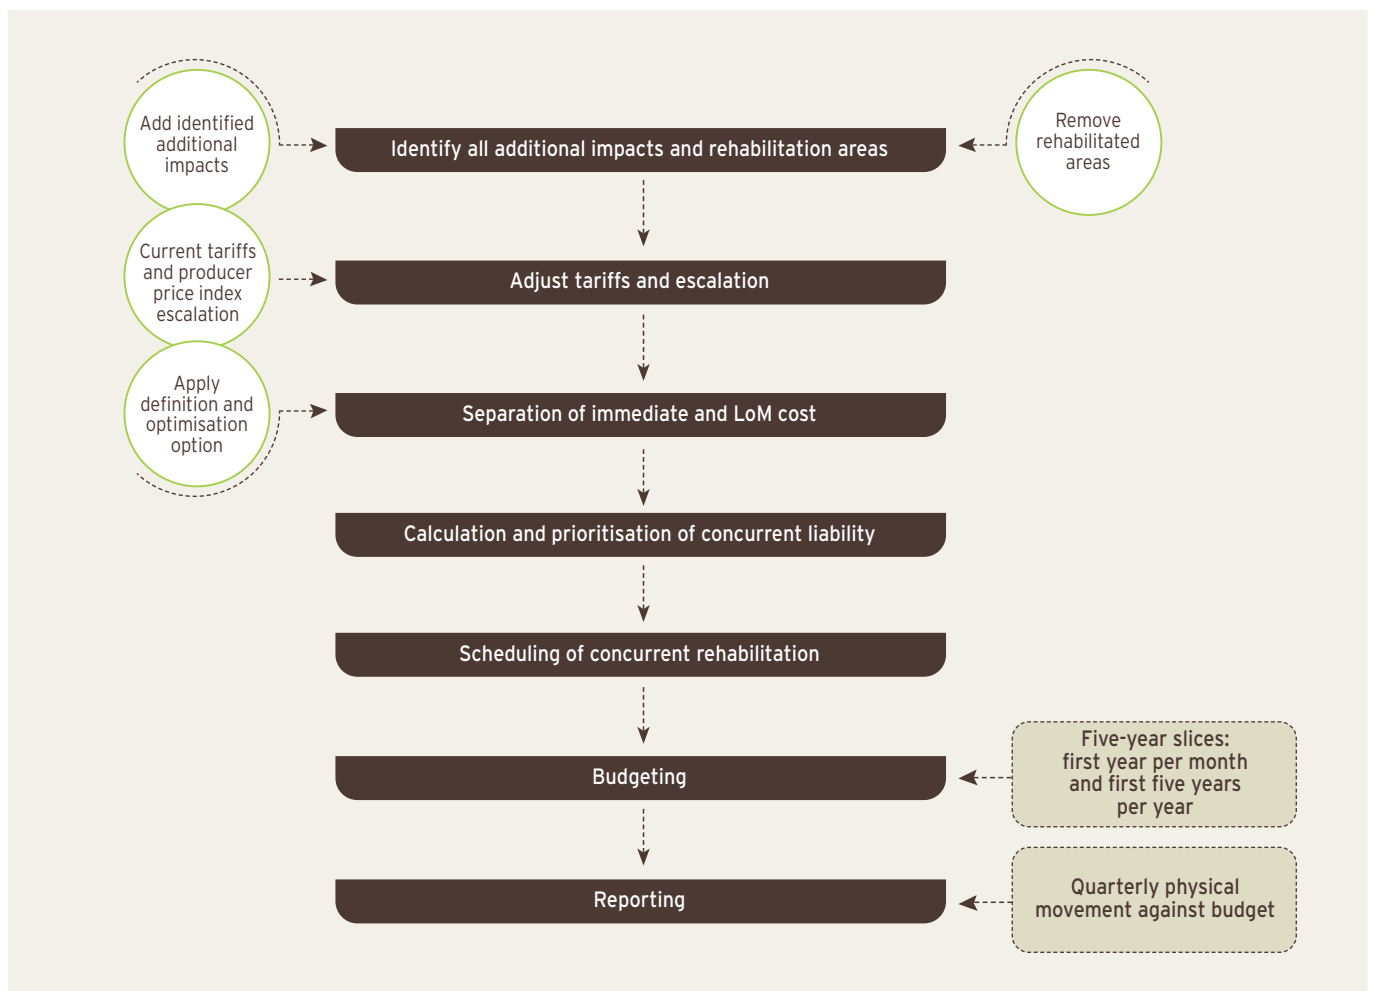 Add identified
additional
impacts
Identify all additional impacts and rehabilitation areas
Remove
rehabilitated
areas
Current tariffs
and producer
price index
escalation
Adjust tariffs and escalation
Apply
definition and
optimisation
option
Separation of immediate and LoM cost
Calculation and prioritisation of concurrent liability
Scheduling of concurrent rehabilitation
Budgeting
Five-year slices:
first year per month
and first five years
per year
Reporting
Quarterly physical
movement against budget